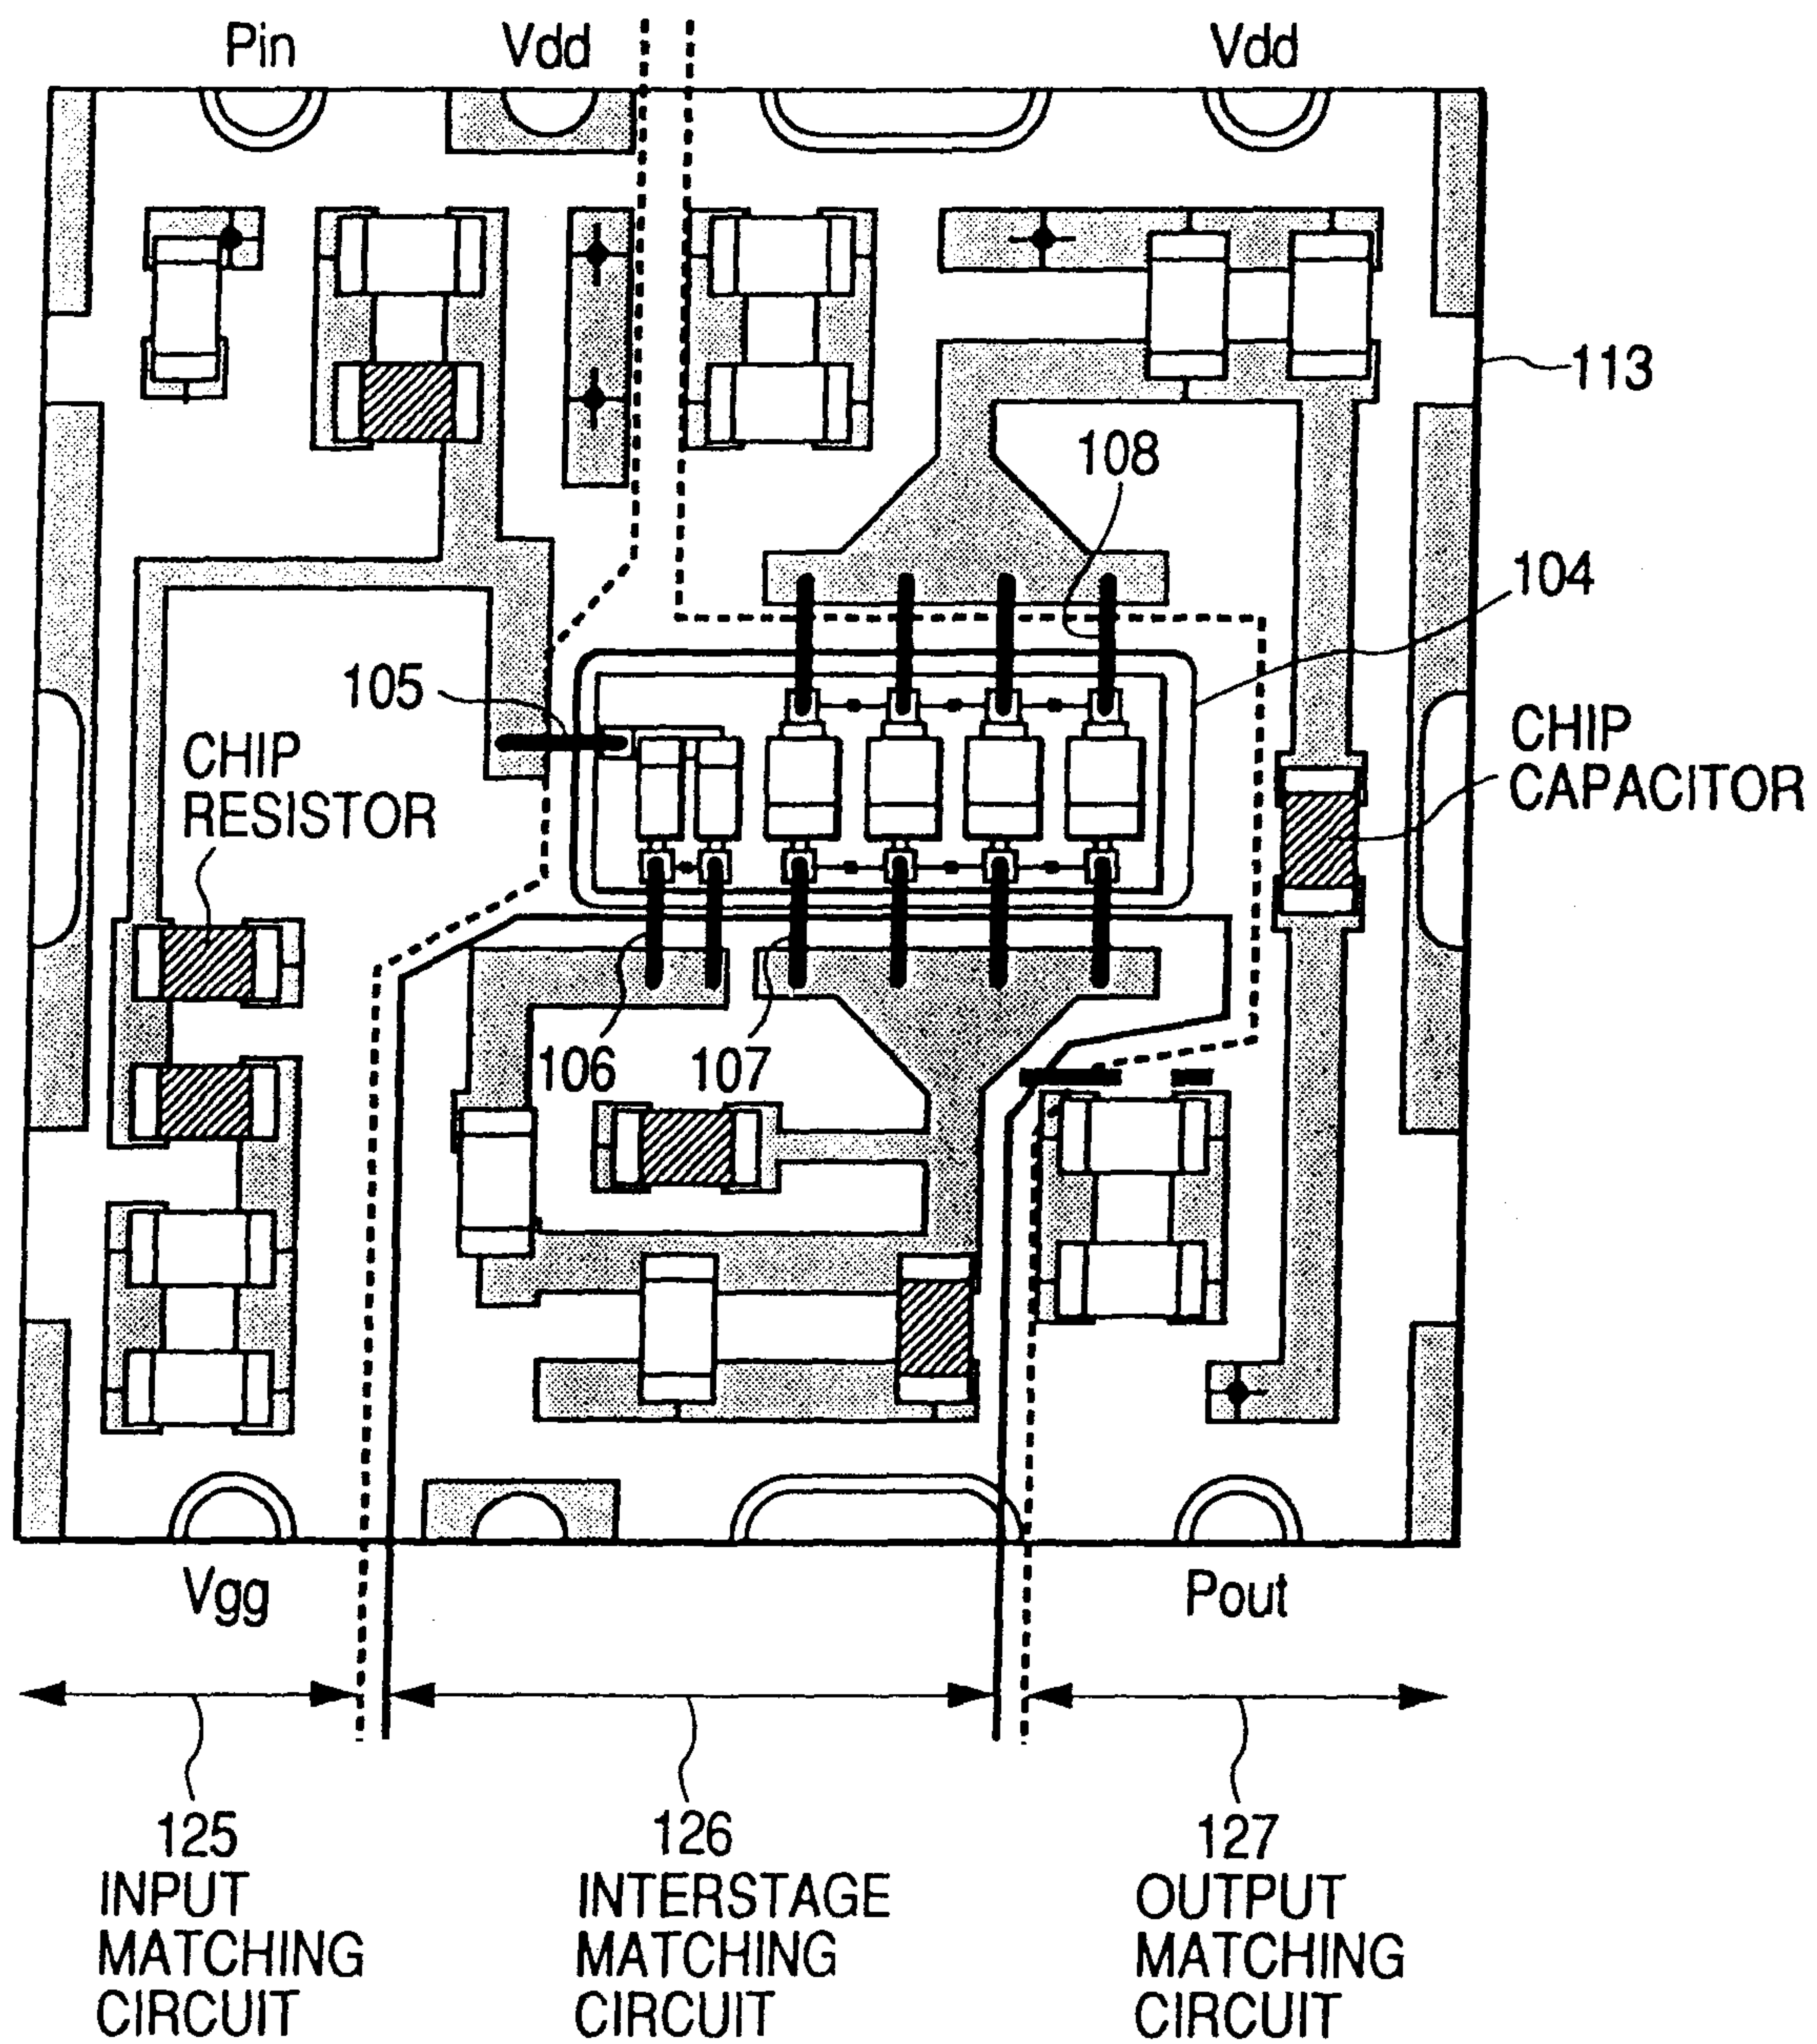 Pin
Vdd
Vdd
113
108
104
105
CHIP
RESISTOR
CHIP
CAPACITOR
106
107
Vgg
Pout
125
INPUT
MATCHING
CIRCUIT
126
INTERSTAGE
MATCHING
CIRCUIT
127
OUTPUT
MATCHING
CIRCUIT